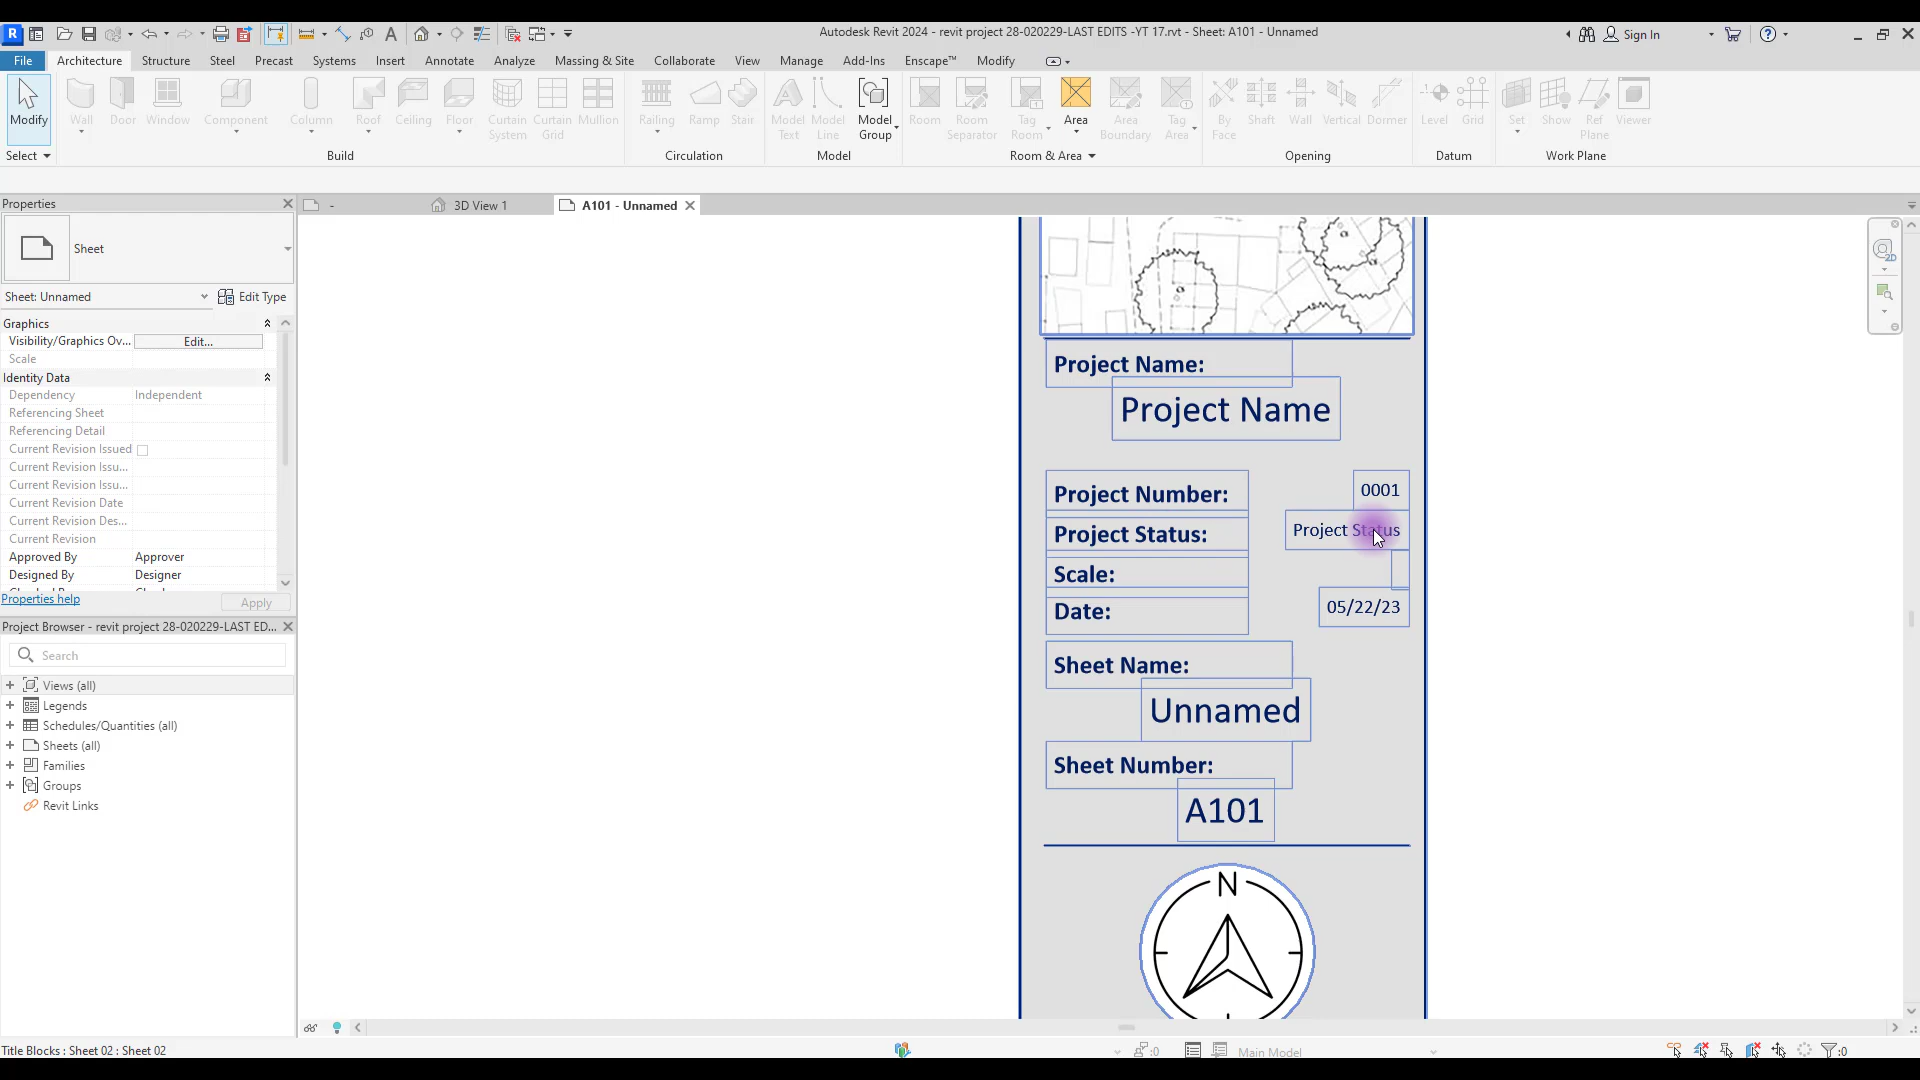 R
Autodesk Revit 2024 - revit project 28-020229-LAST EDITS -YT 17.rvt - Sheet: A101 - Unnamed
Sign In
File
Architecture
Structure
Steel
Precast
Systems
Insert
Annotate
Analyze
Massing & Site
Collaborate
View
Manage
Add-Ins
Enscape™
Modify
Modify
Wall
Door
Window
Component
Column
Roof
Ceiling
Floor
Curtain System
Curtain Grid
Mullion
Railing
Ramp
Stair
Model Text
Model Line
Model Group
Room
Room Separator
Tag Room
Area
Area Boundary
Tag Area
By Face
Shaft
Wall
Vertical
Dormer
Level
Grid
Set
Show
Ref Plane
Viewer
Select
Build
Circulation
Model
Room & Area
Opening
Datum
Work Plane
Properties
-
3D View 1
A101 - Unnamed
Sheet
Sheet: Unnamed
Edit Type
Graphics
Visibility/Graphics Ov...
Edit...
Scale
Identity Data
Dependency
Independent
Referencing Sheet
Referencing Detail
Current Revision Issued
Current Revision Issu...
Current Revision Issu...
Current Revision Date
Current Revision Des...
Current Revision
Approved By
Approver
Designed By
Designer
Properties help
Apply
Project Browser - revit project 28-020229-LAST ED...
Search
Views (all)
Legends
Schedules/Quantities (all)
Sheets (all)
Families
Groups
Revit Links
Project Name:
Project Name
Project Number:
0001
Project Status:
Project Status
Scale:
Date:
05/22/23
Sheet Name:
Unnamed
Sheet Number:
A101
N
2D
Title Blocks : Sheet 02 : Sheet 02
:0
Main Model
:0